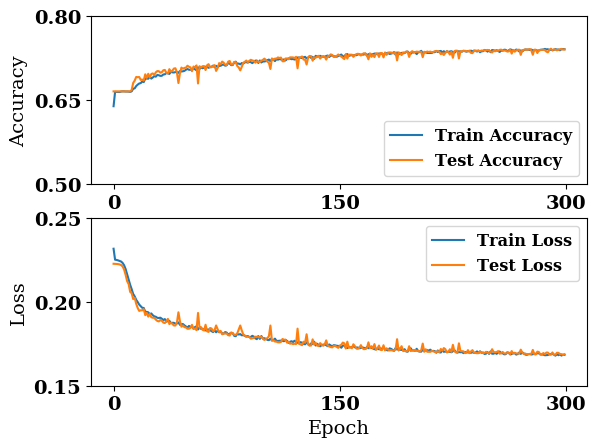 0.80
0.65
0.50
Accuracy
Train Accuracy
Test Accuracy
0 150 300
0.25
0.20
0.15
Loss
Train Loss
Test Loss
0 150 300
Epoch